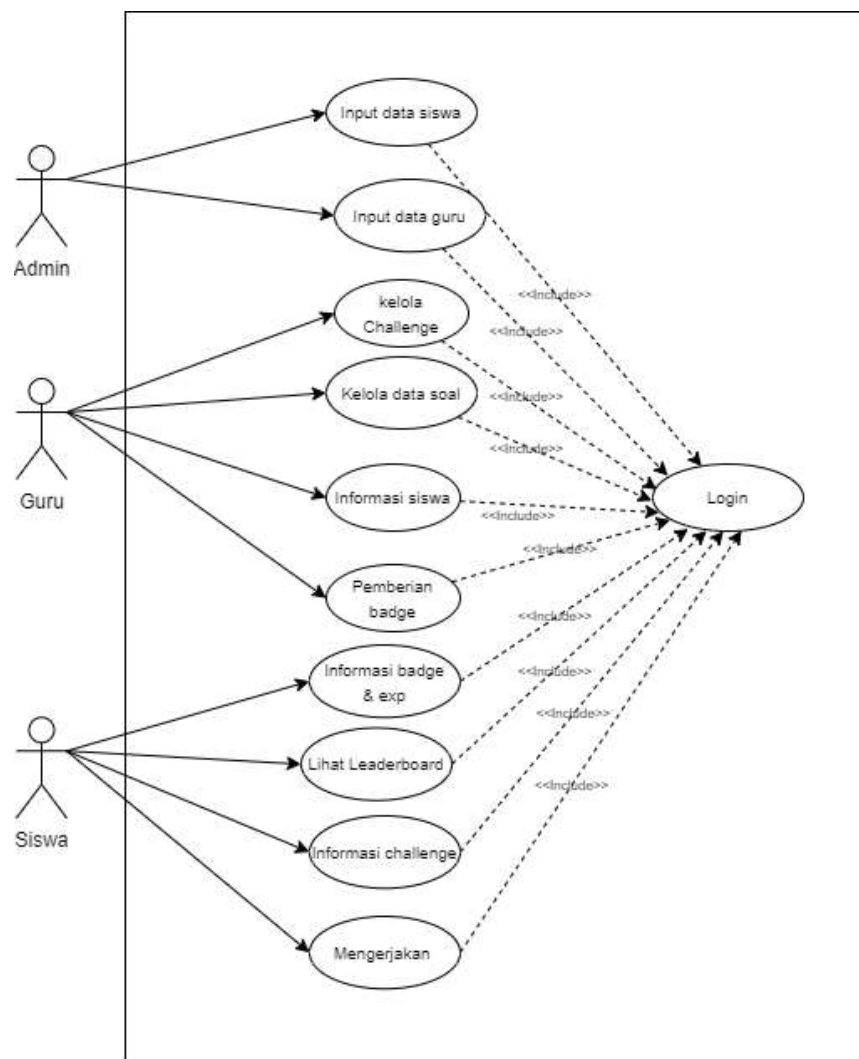 Input data siswa
Admin
Input data guru
<<Include>>
kelola
Challenge
<<Include>>
Guru
Kelola data soal
<<Include>>
<<Include>>
Informasi siswa
<<Include>>
Login
<<Include>>
Pemberian
badge
<<Include>>
Informasi badge
& exp
<<Include>>
Siswa
Lihat Leaderboard
<<Include>>
<<Include>>
Informasi challenge
Mengerjakan